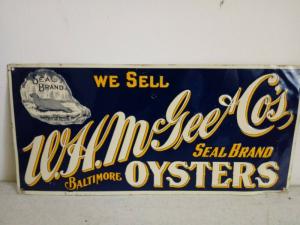 SEAL
BRAND
WE SELL
W.H. McGee & Co's
SEAL BRAND
BALTIMORE OYSTERS